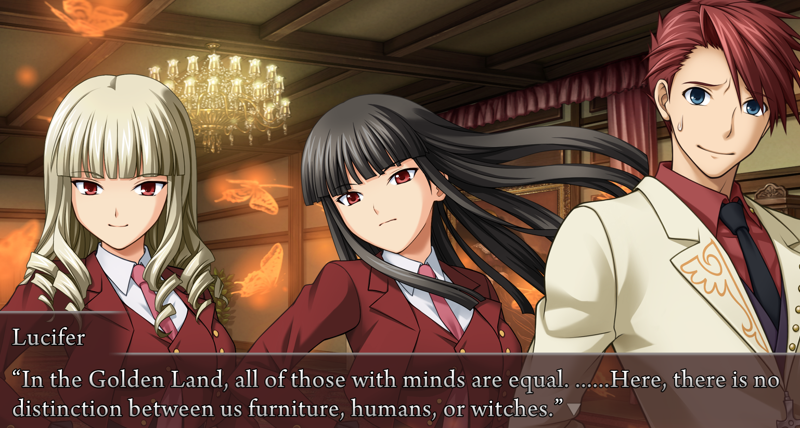 Lucifer
“In the Golden Land, all of those with minds are equal. ......Here, there is no
distinction between us furniture, humans, or witches.”